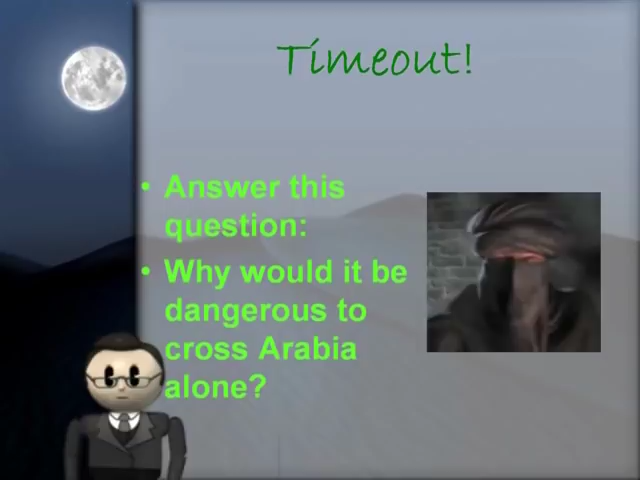 Timeout!
• Answer this
question:
• Why would it be
dangerous to
cross Arabia
alone?